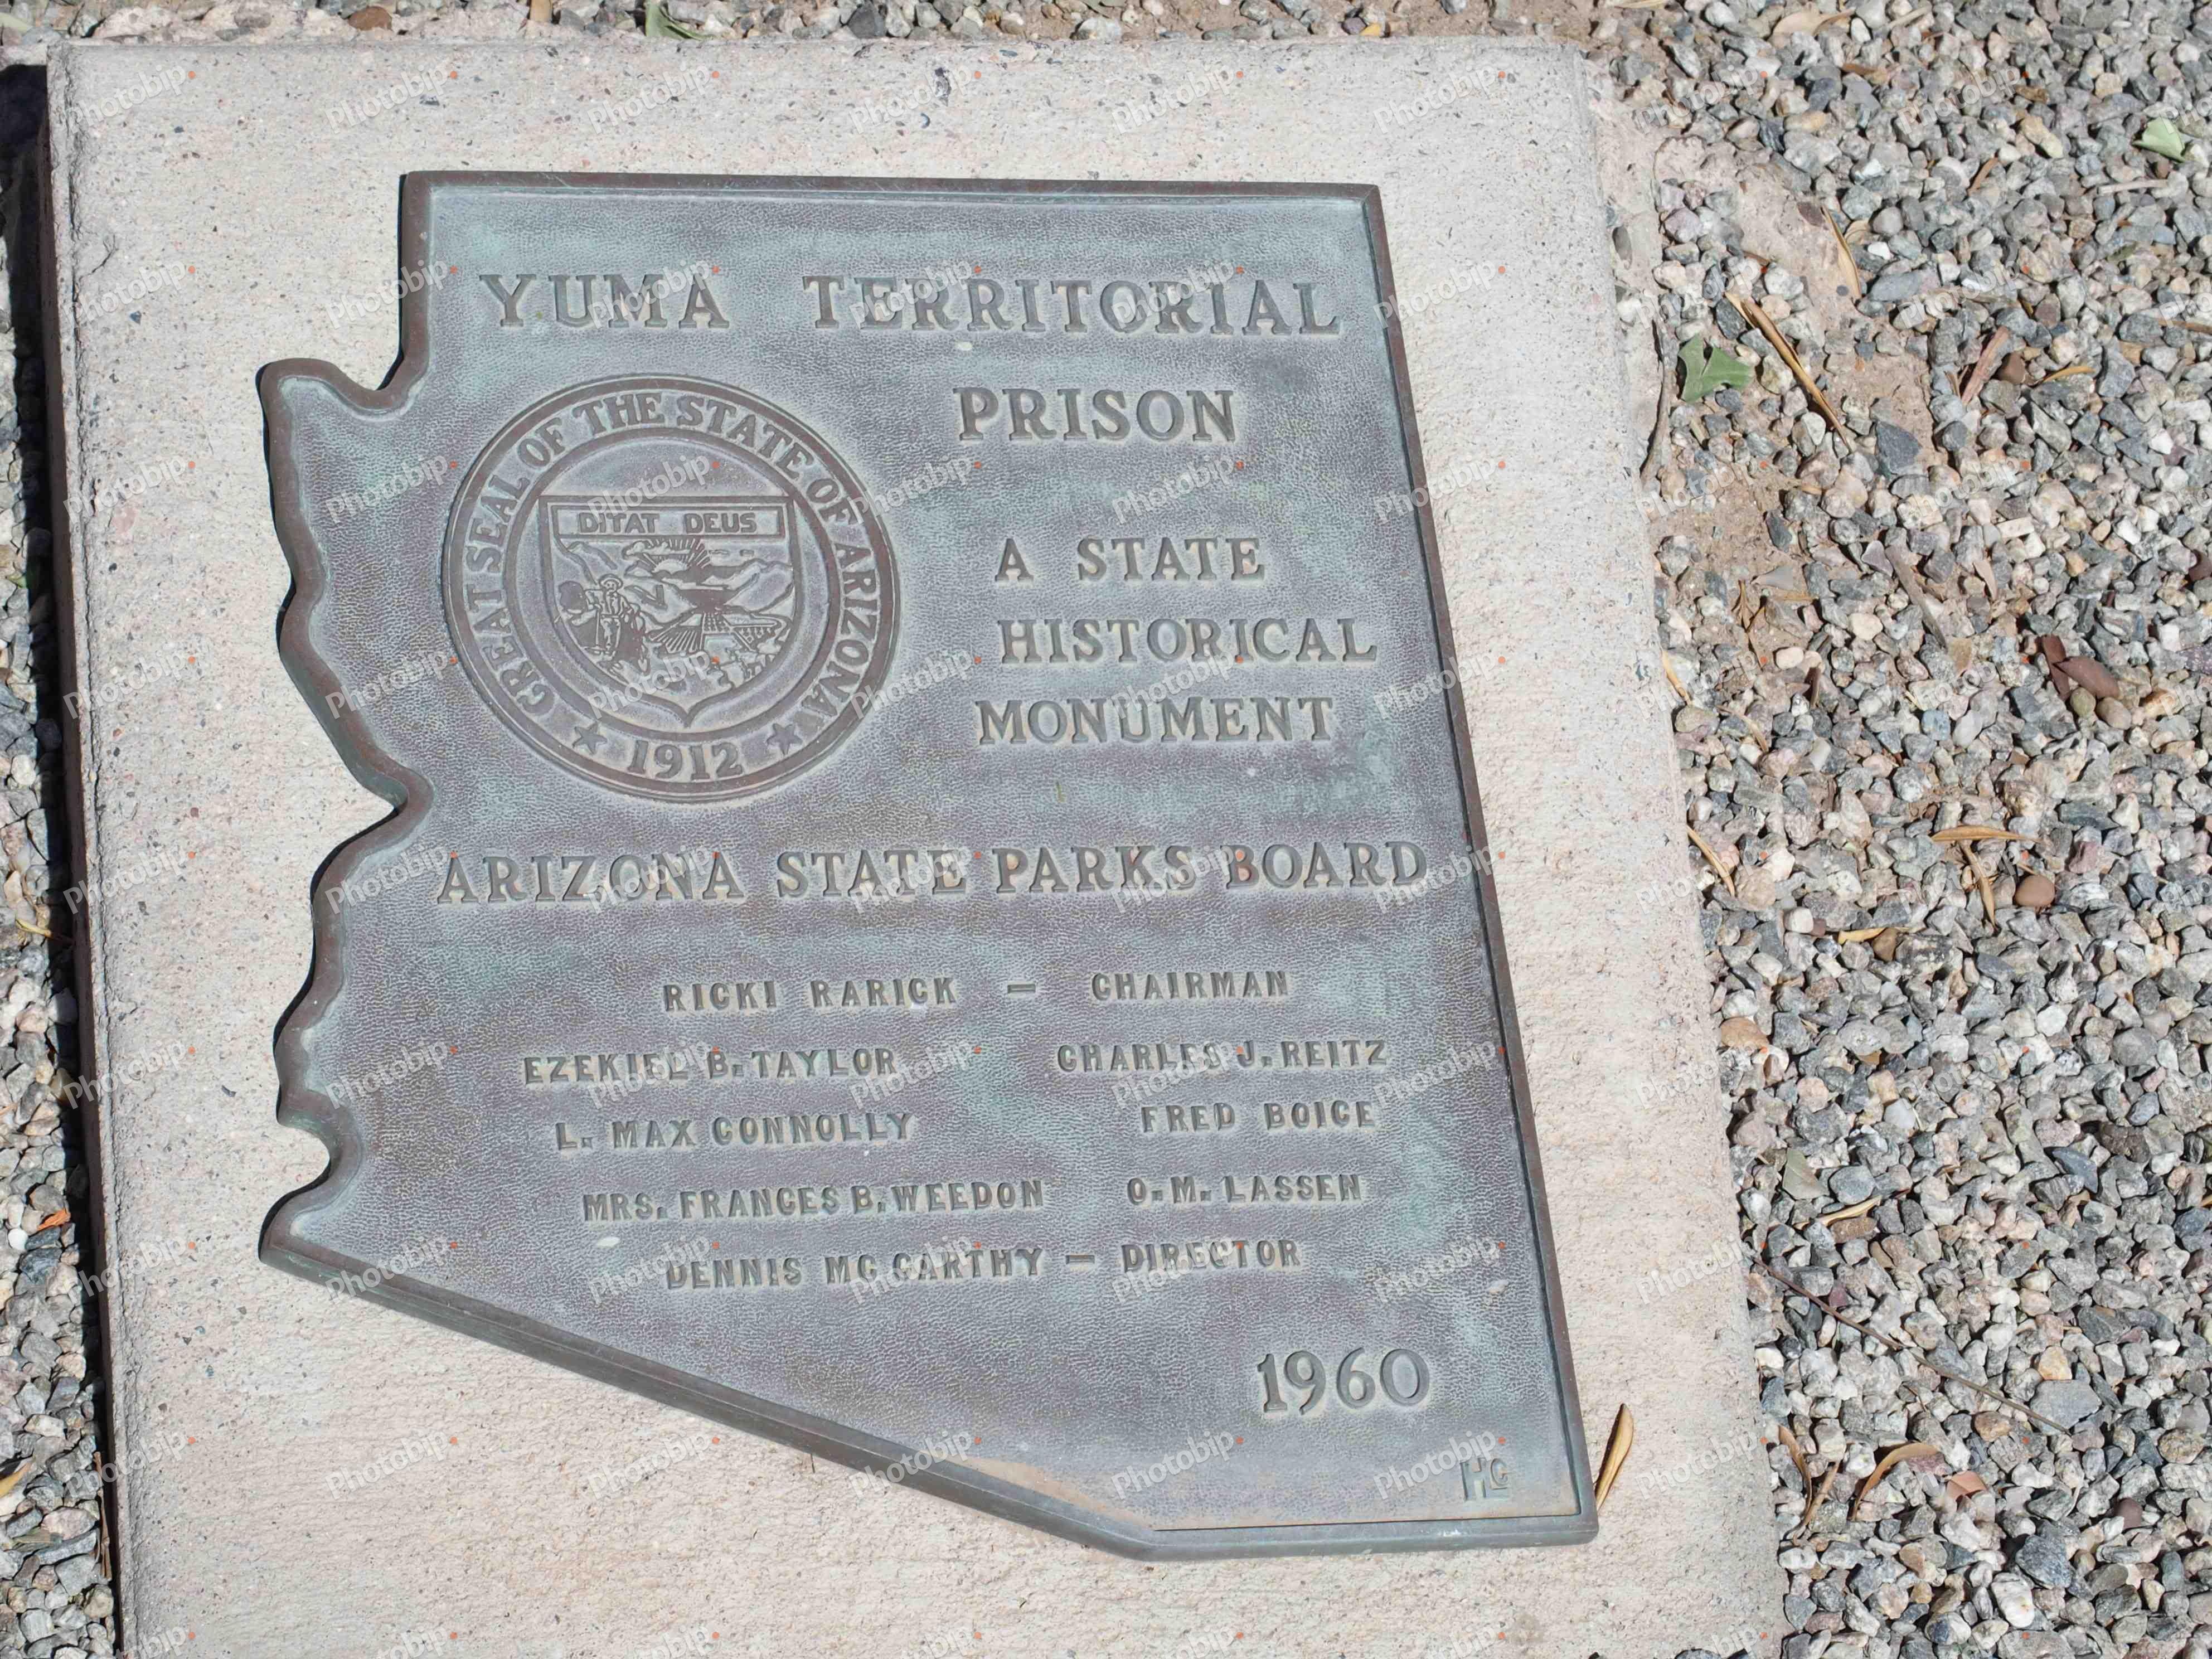 YUMA TERRITORIAL
PRISON
GREAT SEAL OF THE STATE OF ARIZONA
DITAT DEUS
1912
A STATE
HISTORICAL
MONUMENT
ARIZONA STATE PARKS BOARD
RICKI RARICK — CHAIRMAN
EZEKIEL B. TAYLOR CHARLES J. REITZ
L. MAX CONNOLLY FRED BOICE
MRS. FRANCES B. WEEDON O. M. LASSEN
DENNIS MC CARTHY — DIRECTOR
1960
HG
Photobip